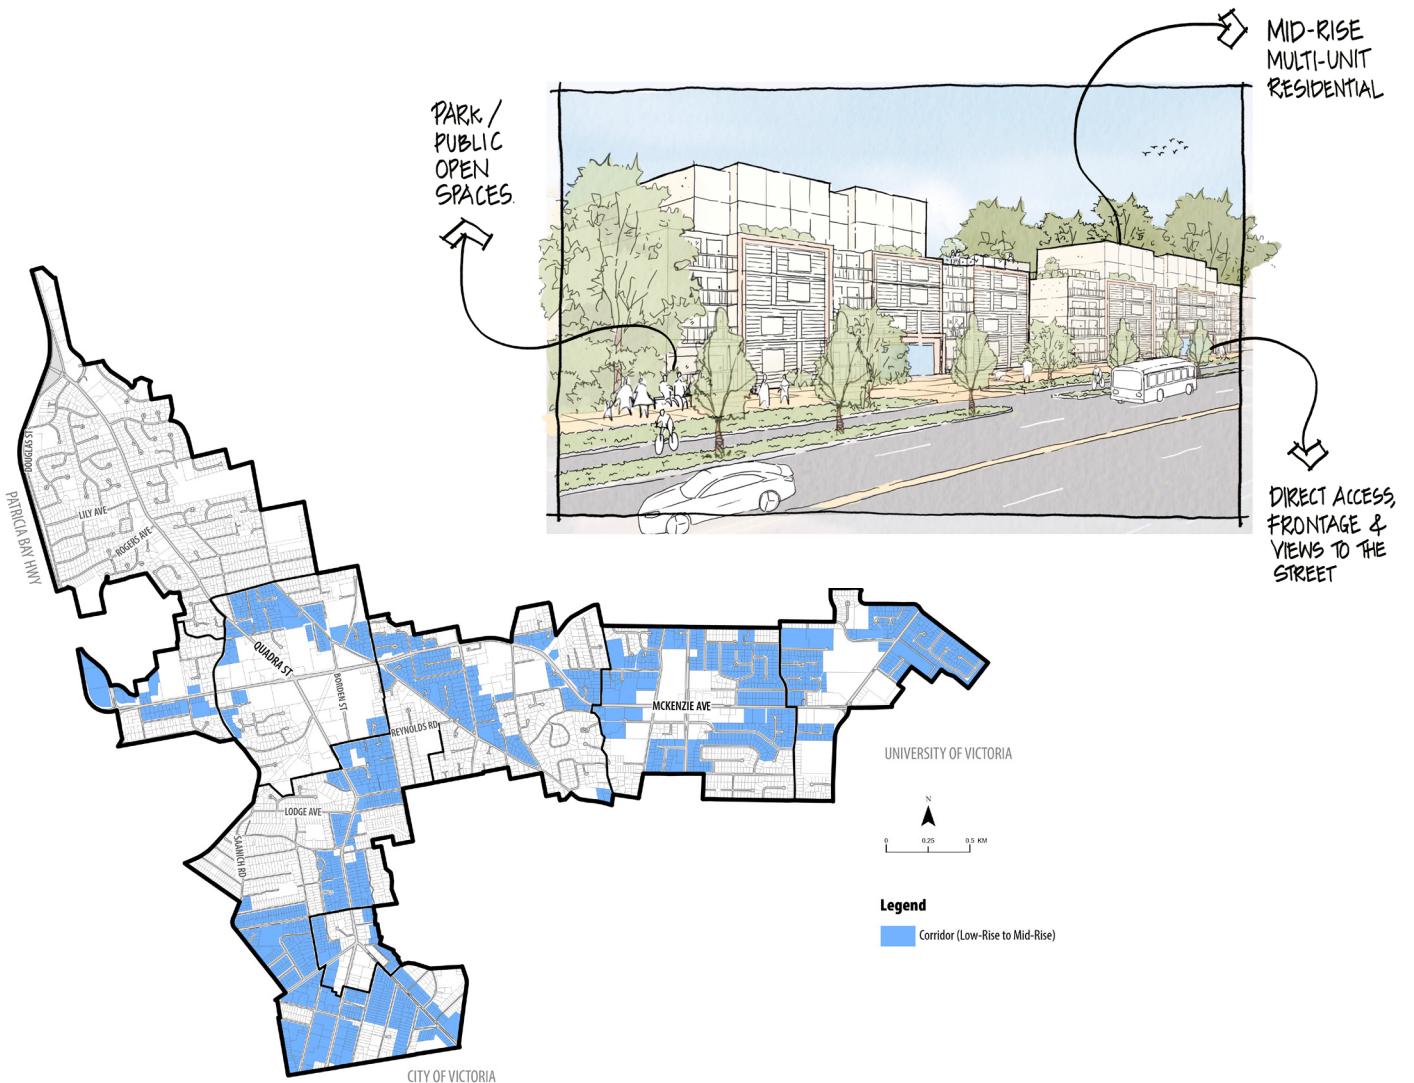 MID-RISE
MULTI-UNIT
RESIDENTIAL
PARK /
PUBLIC
OPEN
SPACES.
DIRECT ACCESS,
FRONTAGE &
VIEWS TO THE
STREET
DOUGLAS ST
PATRICIA BAY HWY
LILY AVE
ROGERS AVE
QUADRA ST
BORDEN ST
REYNOLDS RD
MCKENZIE AVE
LODGE AVE
SAANICH RD
UNIVERSITY OF VICTORIA
N
0 0.25 0.5 KM
Legend
Corridor (Low-Rise to Mid-Rise)
CITY OF VICTORIA